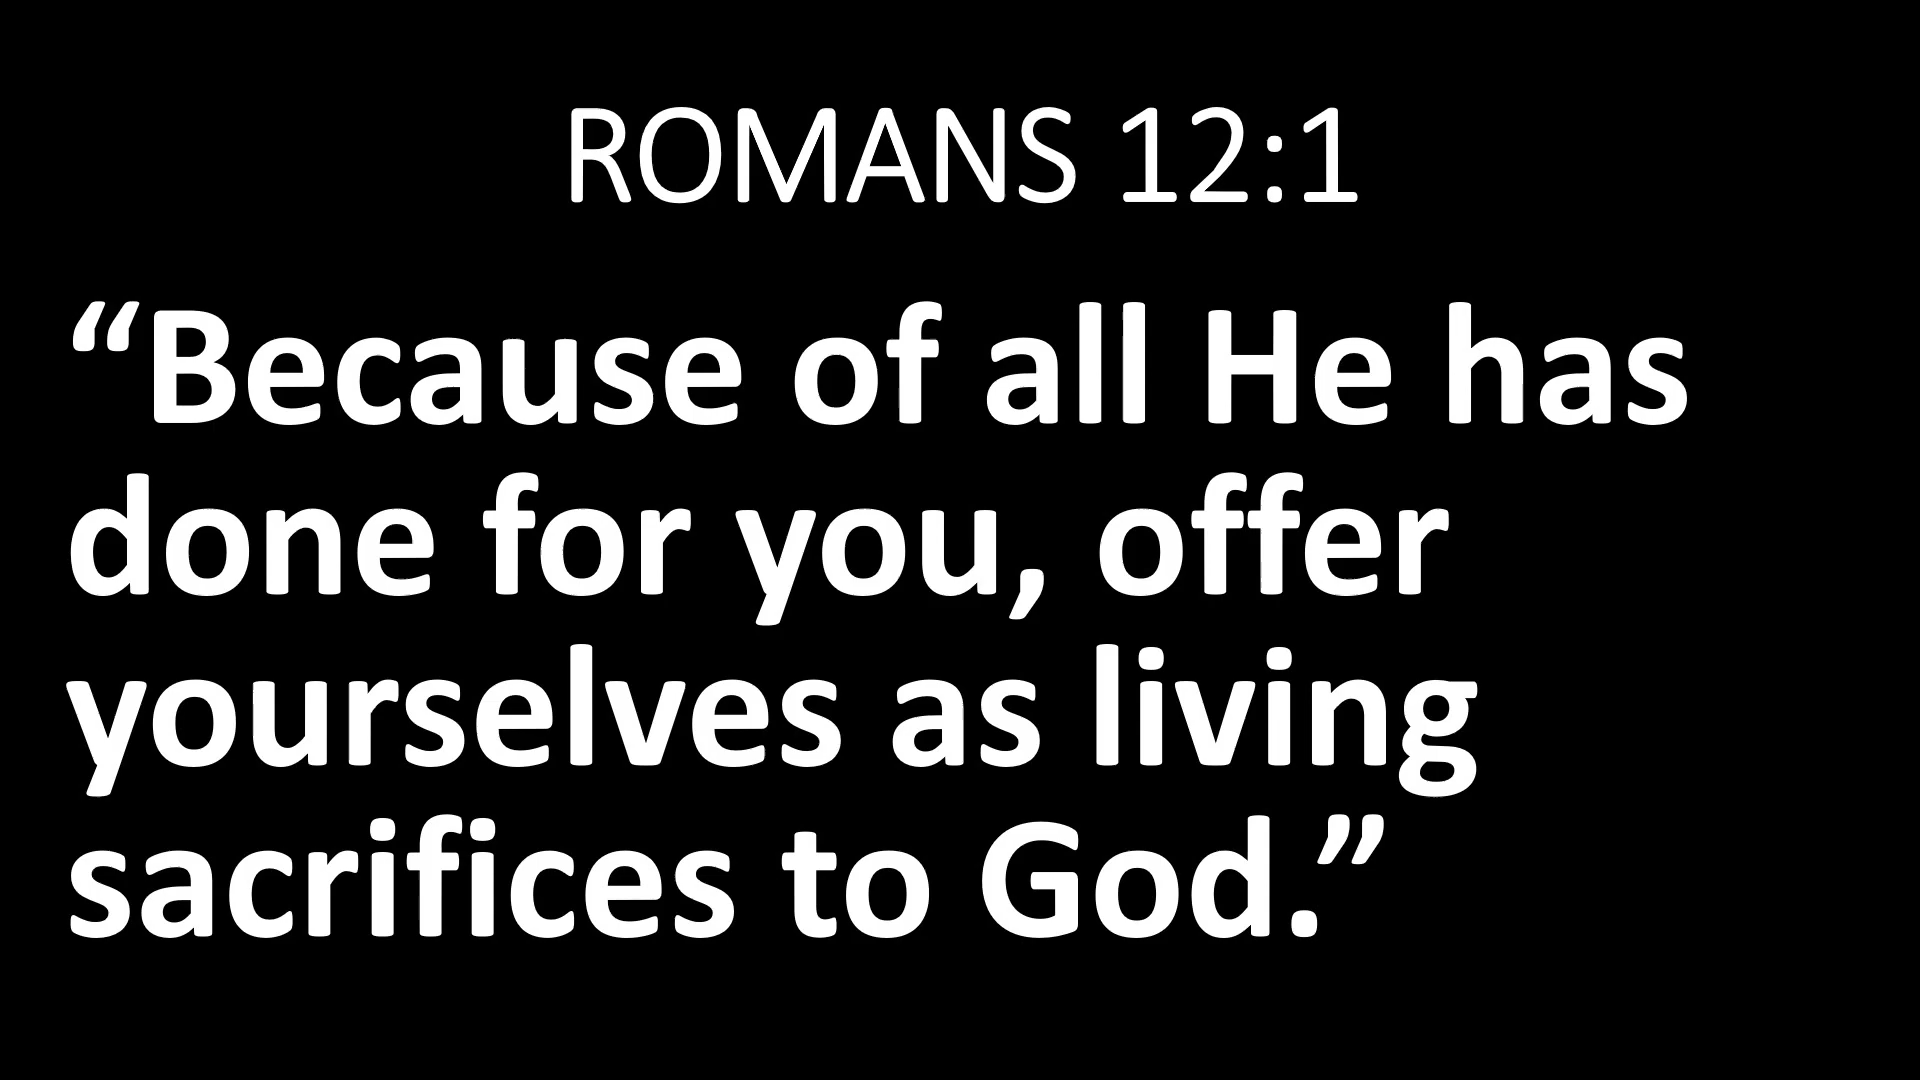 ROMANS 12:1
“Because of all He has
done for you, offer
yourselves as living
sacrifices to God.”